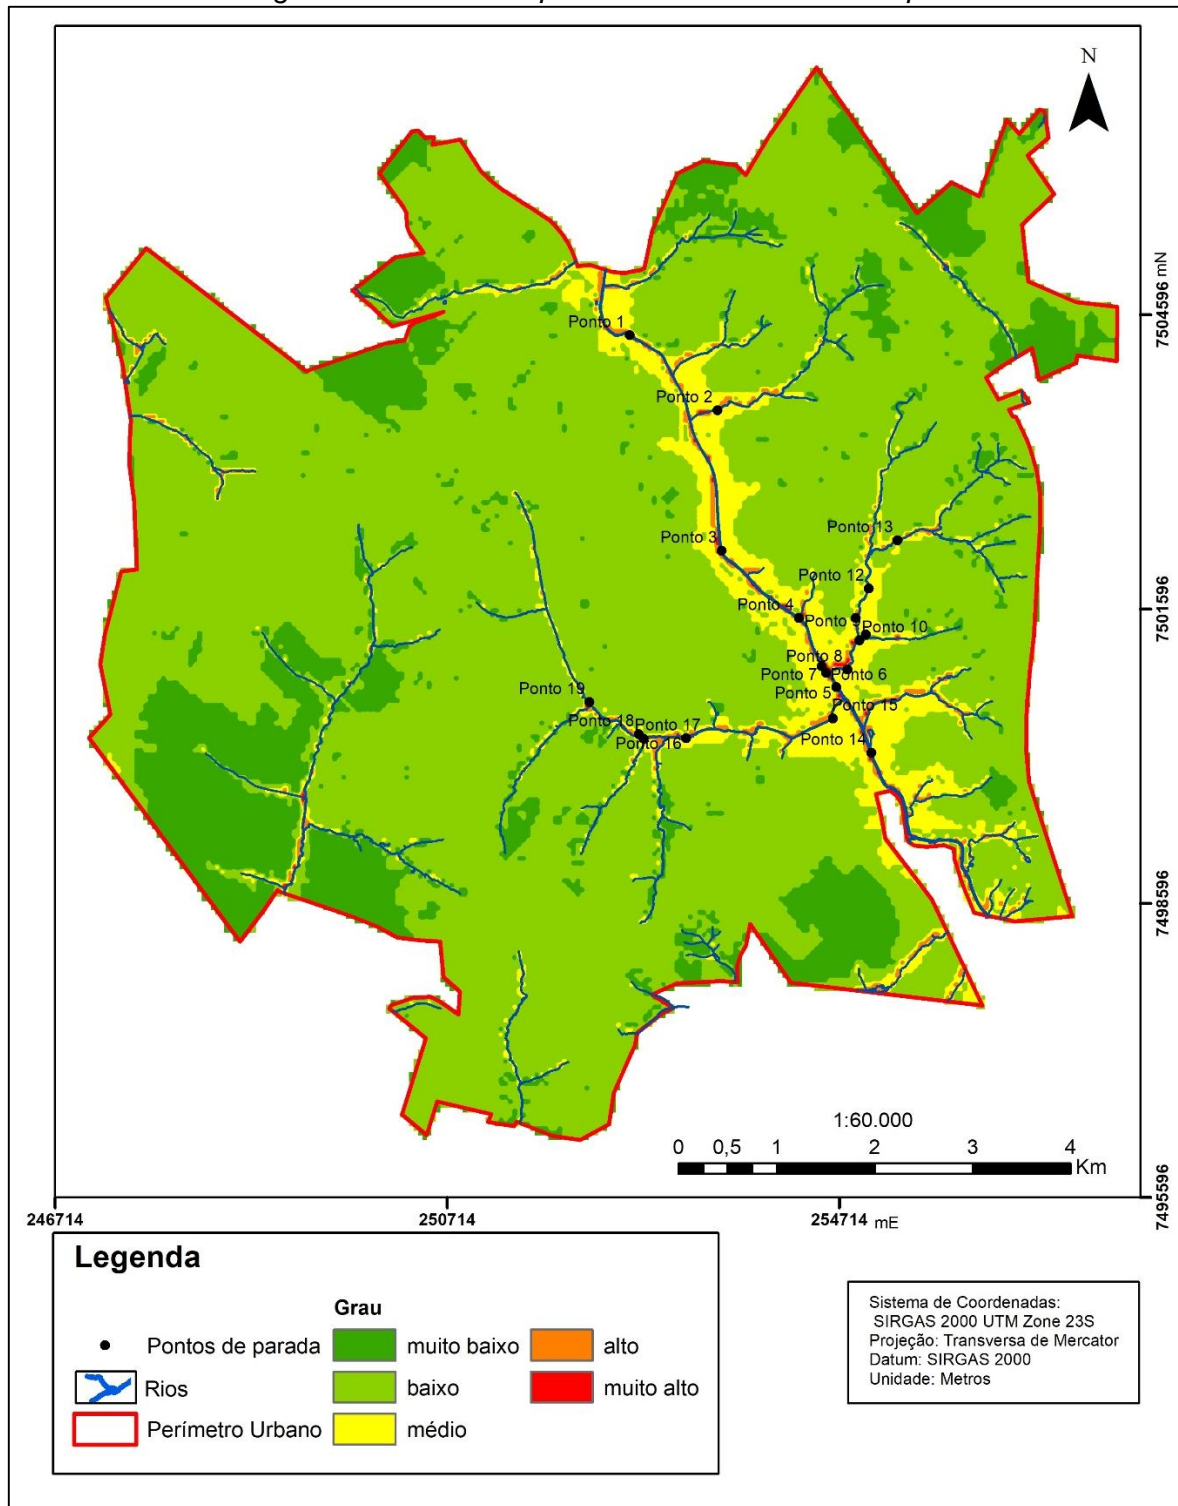 N
7504596 mN
7501596
7498596
7495596
Ponto 1
Ponto 2
Ponto 3
Ponto 13
Ponto 12
Ponto 4
Ponto
Ponto 10
Ponto 8
Ponto 7
Ponto 6
Ponto 5
Ponto 15
Ponto 14
Ponto 19
Ponto 18
Ponto 17
Ponto 16
1:60.000
0 0,5 1 2 3 4 Km
246714 250714 254714 mE
Legenda
Grau
Pontos de parada
Rios
Perímetro Urbano
muito baixo
baixo
médio
alto
muito alto
Sistema de Coordenadas:
SIRGAS 2000 UTM Zone 23S
Projeção: Transversa de Mercator
Datum: SIRGAS 2000
Unidade: Metros